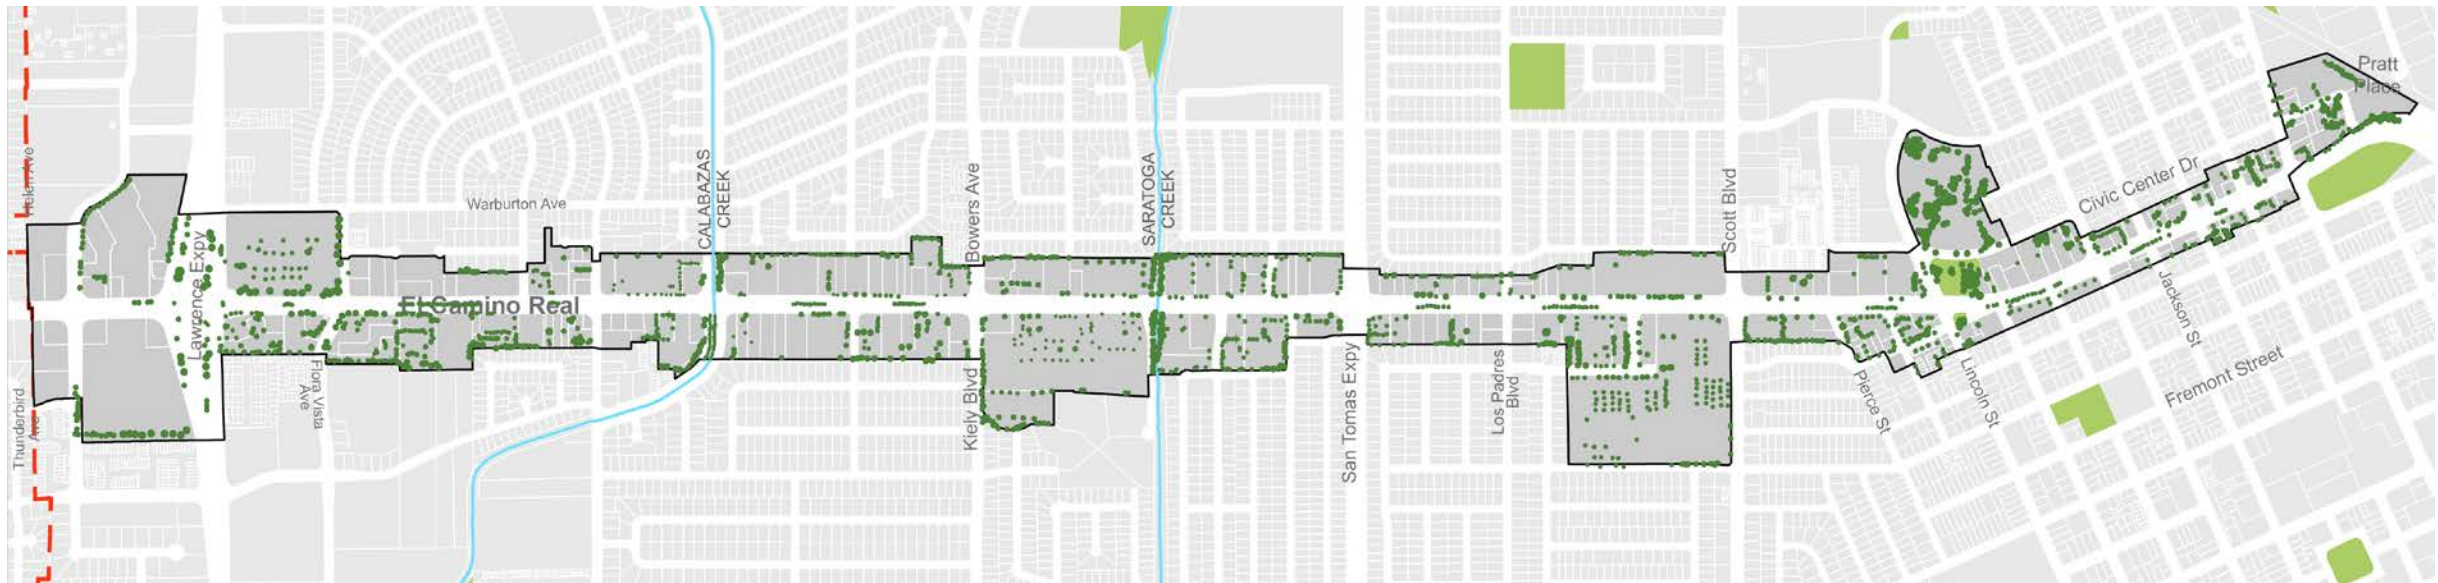 Pratt
Place
Helen Ave
CALABAZAS
CREEK
Bowers Ave
SARATOGA
CREEK
Scott Blvd
Civic Center Dr
Warburton Ave
Lawrence Expy
El Camino Real
Jackson St
Thunderbird
Ave
Flora Vista
Ave
Kiely Blvd
San Tomas Expy
Los Padres
Blvd
Pierce St
Lincoln St
Fremont Street